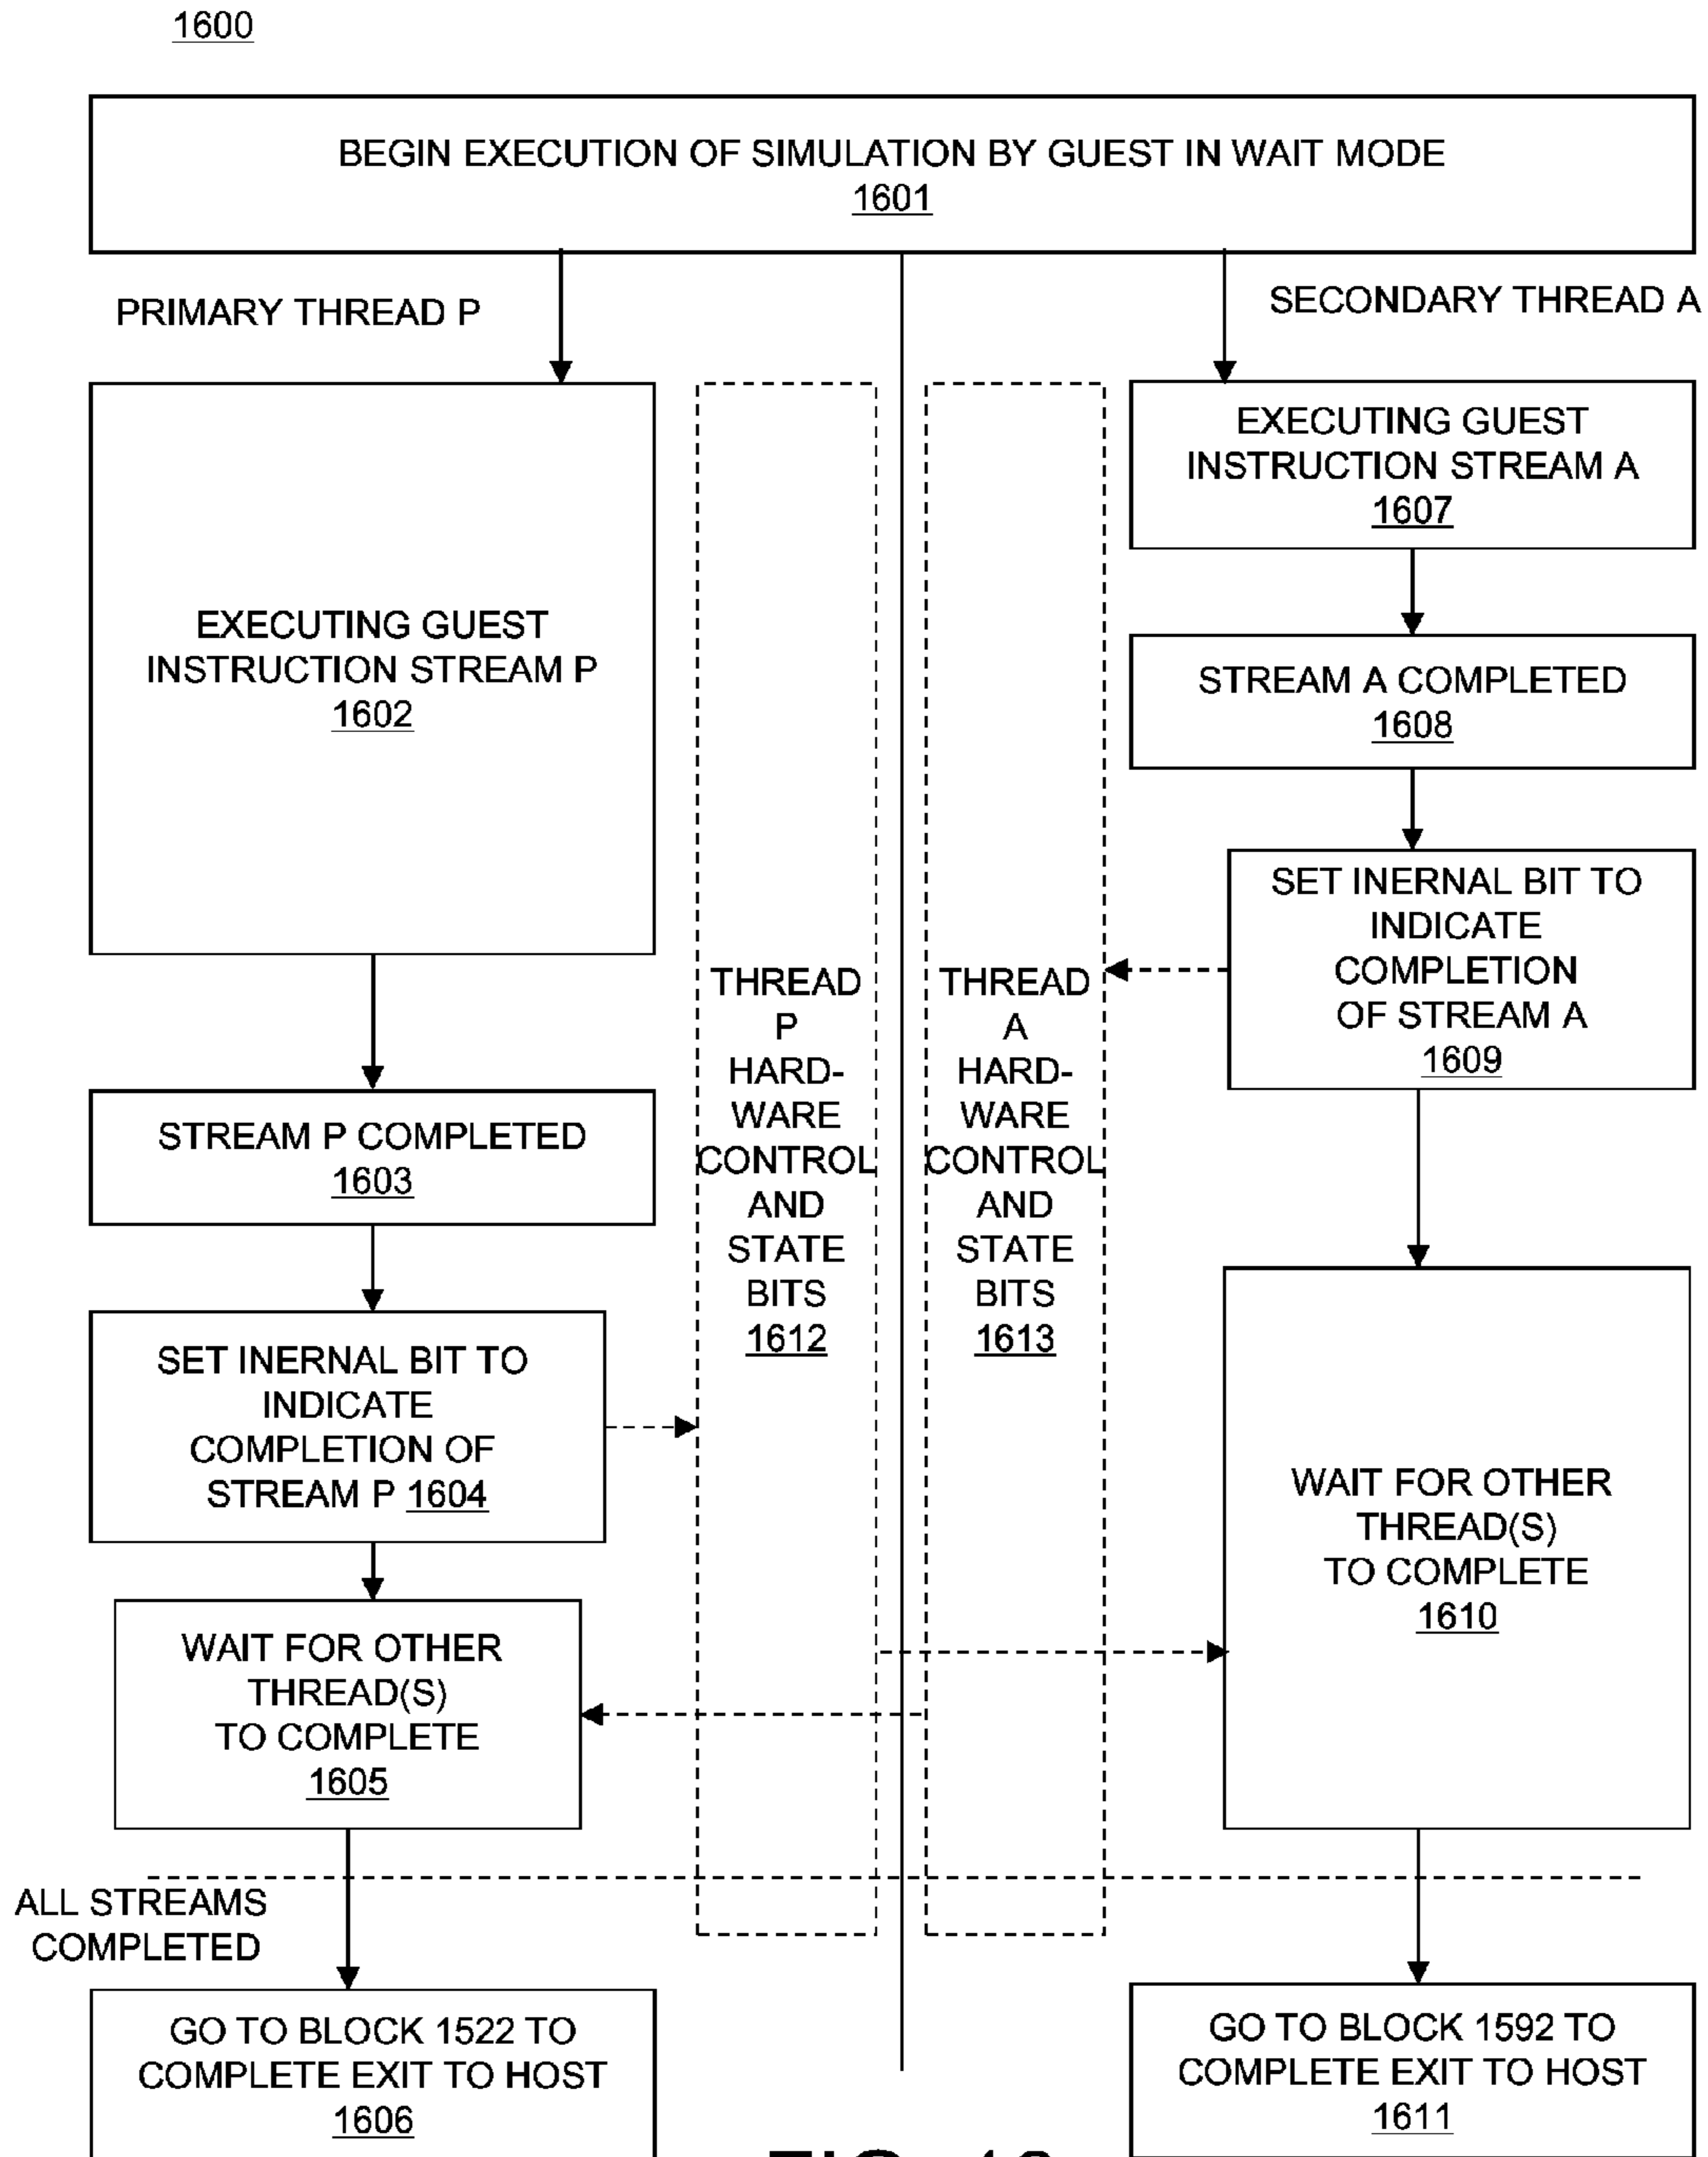 1600
BEGIN EXECUTION OF SIMULATION BY GUEST IN WAIT MODE
1601
PRIMARY THREAD P
SECONDARY THREAD A
EXECUTING GUEST
INSTRUCTION STREAM P
1602
STREAM P COMPLETED
1603
SET INERNAL BIT TO
INDICATE
COMPLETION OF
STREAM P 1604
WAIT FOR OTHER
THREAD(S)
TO COMPLETE
1605
ALL STREAMS
COMPLETED
GO TO BLOCK 1522 TO
COMPLETE EXIT TO HOST
1606
THREAD
P
HARD-
WARE
CONTROL
AND
STATE
BITS
1612
THREAD
A
HARD-
WARE
CONTROL
AND
STATE
BITS
1613
EXECUTING GUEST
INSTRUCTION STREAM A
1607
STREAM A COMPLETED
1608
SET INERNAL BIT TO
INDICATE
COMPLETION
OF STREAM A
1609
WAIT FOR OTHER
THREAD(S)
TO COMPLETE
1610
GO TO BLOCK 1592 TO
COMPLETE EXIT TO HOST
1611